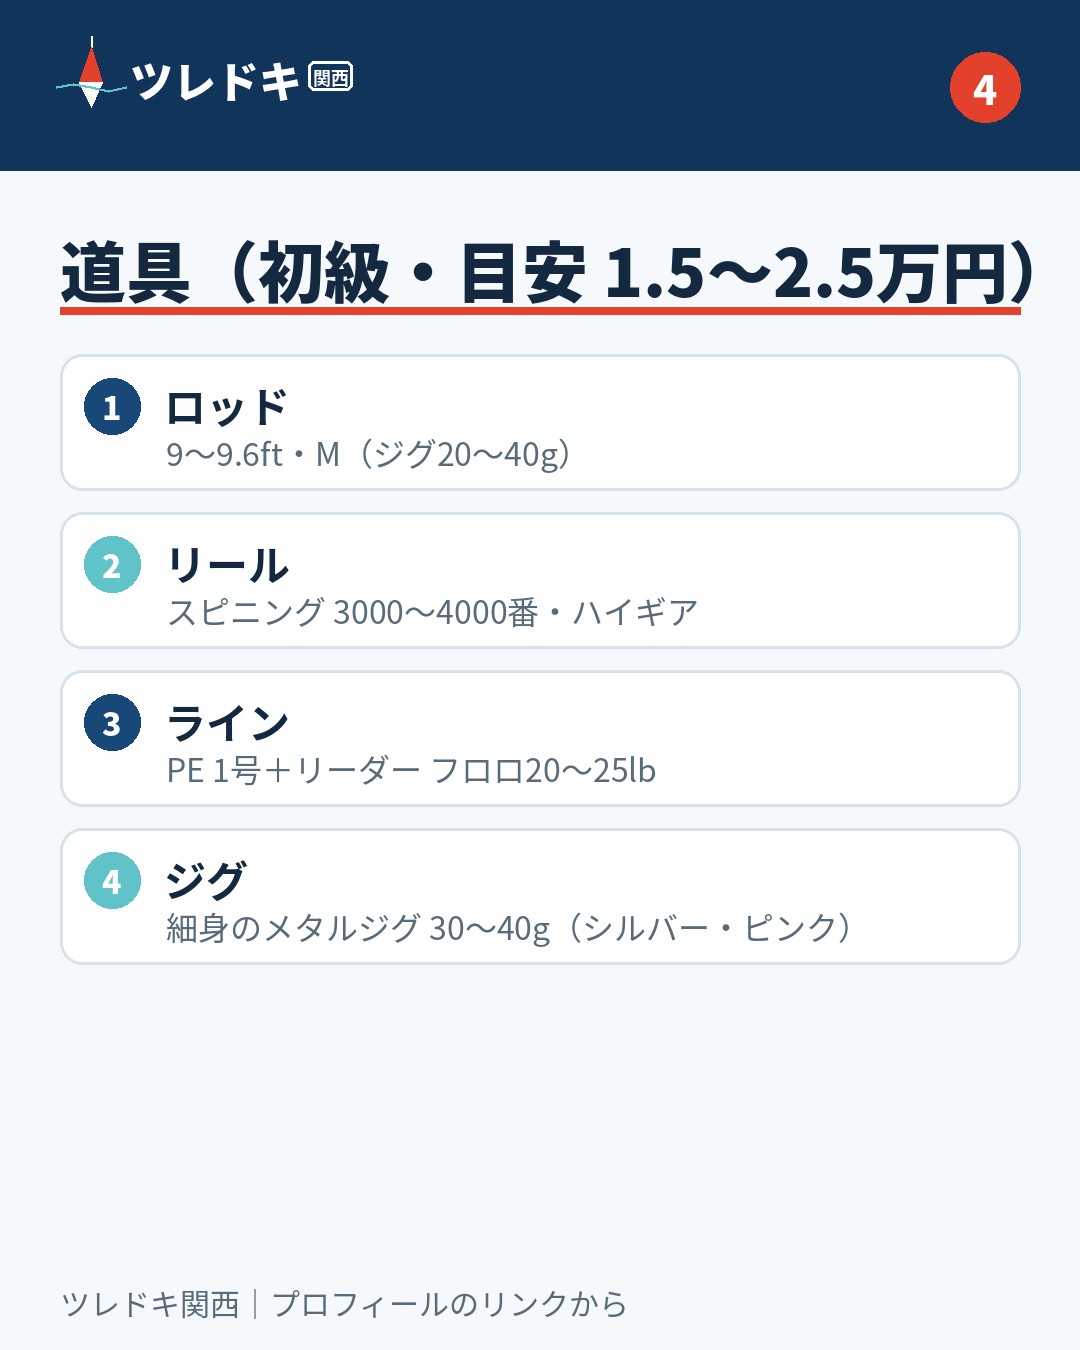 ツレドキ 関西
4
道具（初級・目安 1.5〜2.5万円）
1 ロッド
9〜9.6ft・M（ジグ20〜40g）
2 リール
スピニング 3000〜4000番・ハイギア
3 ライン
PE 1号＋リーダー フロロ20〜25lb
4 ジグ
細身のメタルジグ 30〜40g（シルバー・ピンク）
ツレドキ関西｜プロフィールのリンクから